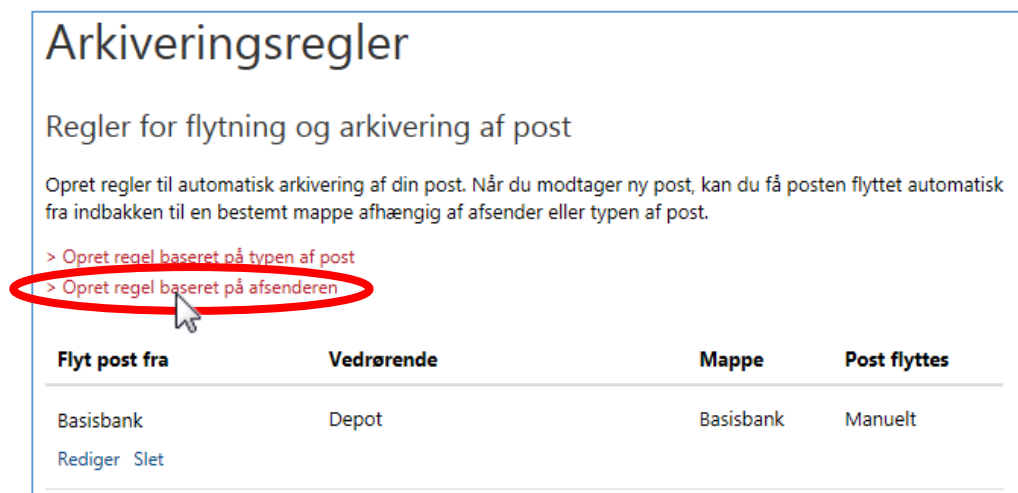 Arkiveringsregler
Regler for flytning og arkivering af post
Opret regler til automatisk arkivering af din post. Når du modtager ny post, kan du få posten flyttet automatisk
fra indbakken til en bestemt mappe afhængig af afsender eller typen af post.
> Opret regel baseret på typen af post
> Opret regel baseret på afsenderen
Flyt post fra Vedrørende Mappe Post flyttes
Basisbank Depot Basisbank Manuelt
Rediger Slet